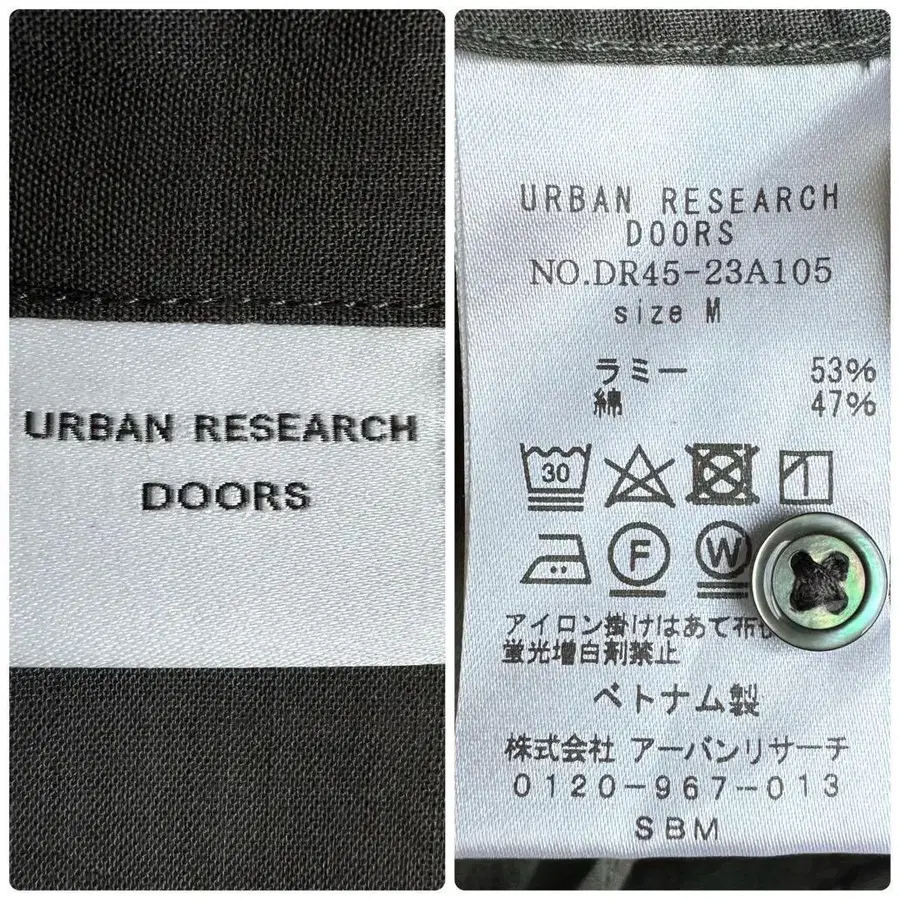 URBAN RESEARCH
DOORS
URBAN RESEARCH
DOORS
NO.DR45-23A105
size M
ラミー 53%
綿 47%
30
F
W
アイロン掛けはあて布
蛍光増白剤禁止
ベトナム製
株式会社 アーバンリサーチ
0120-967-013
SBM